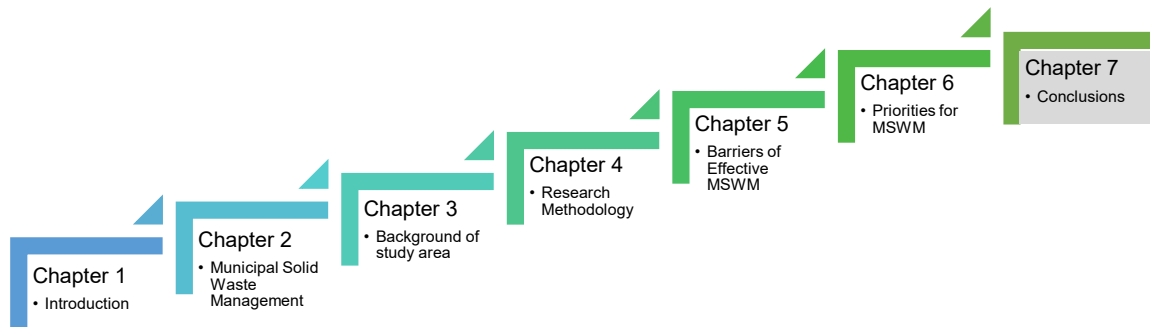 Chapter 1
• Introduction
Chapter 2
• Municipal Solid
Waste
Management
Chapter 3
• Background of
study area
Chapter 4
• Research
Methodology
Chapter 5
• Barriers of
Effective
MSWM
Chapter 6
• Priorities for
MSWM
Chapter 7
• Conclusions